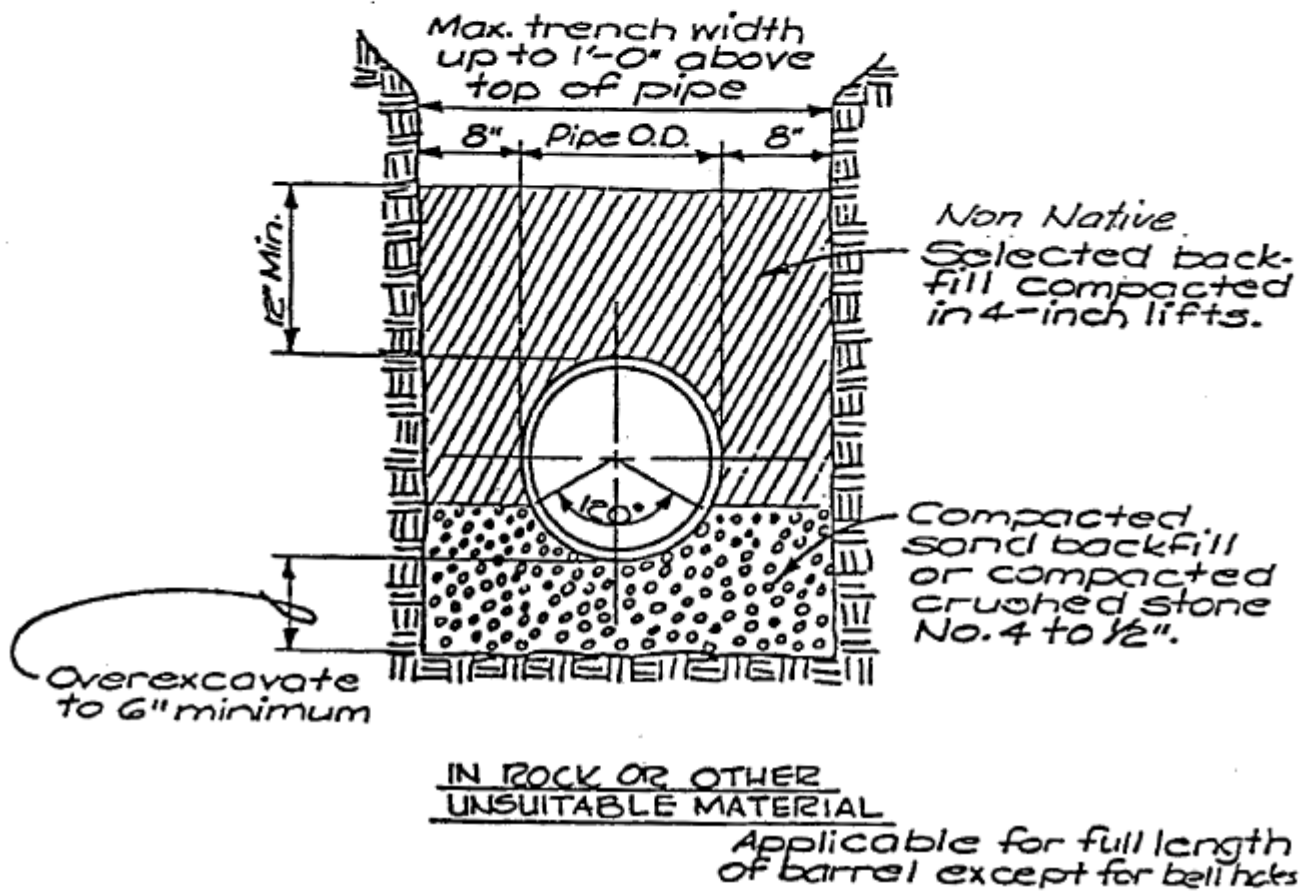 Max. trench width
up to 1'-0" above
top of pipe
8"
Pipe O.D.
8"
12" Min.
Non Native
Selected back-
fill compacted
in 4-inch lifts.
120°
Compacted
sand backfill
or compacted
crushed stone
No. 4 to 1/2".
Overexcavate
to 6" minimum
IN ROCK OR OTHER
UNSUITABLE MATERIAL
Applicable for full length
of barrel except for bell holes